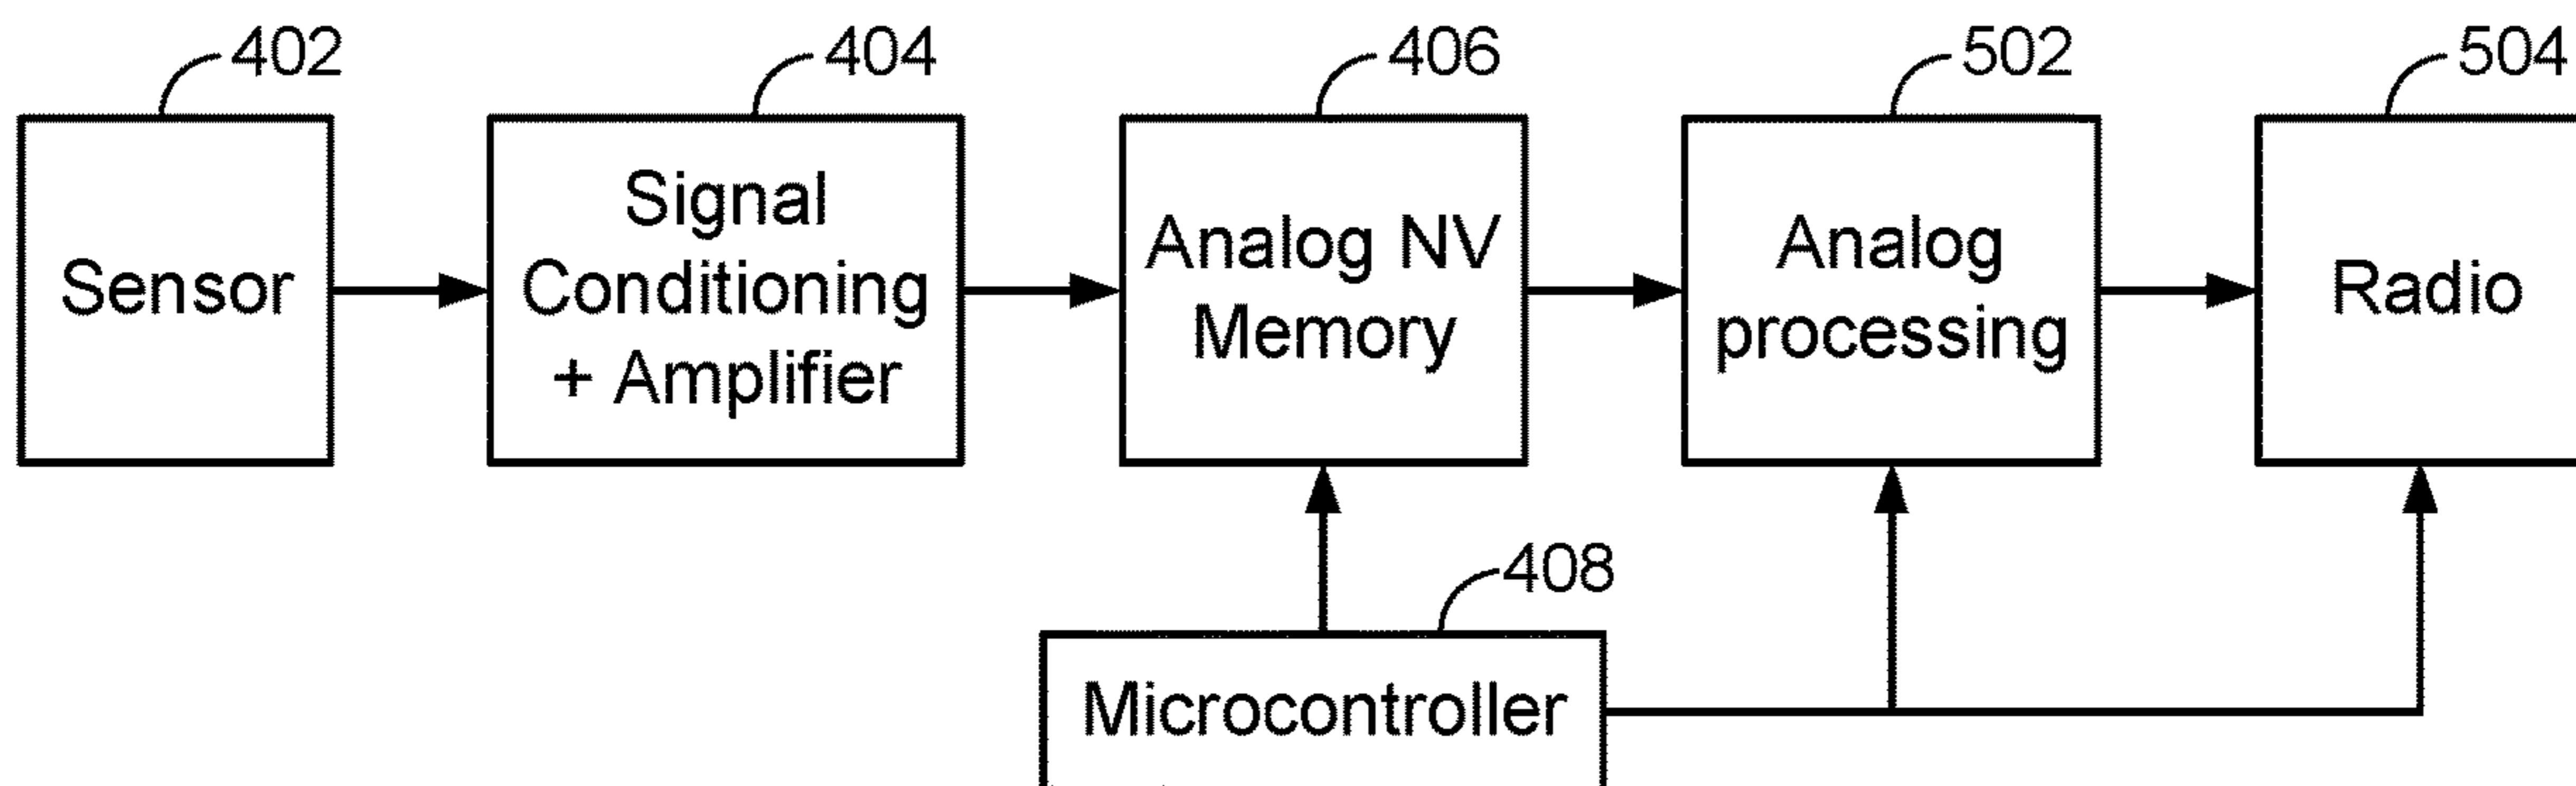 402
404
406
502
504
Sensor
Signal
Conditioning
+ Amplifier
Analog NV
Memory
Analog
processing
Radio
408
Microcontroller